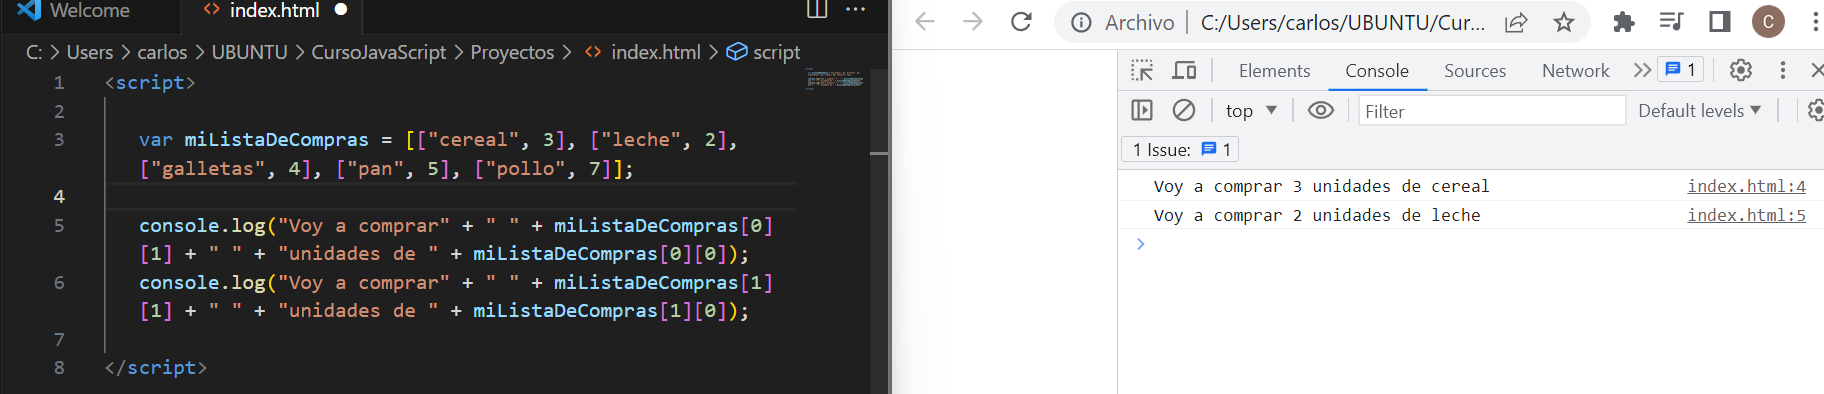 Welcome
<> index.html
C: > Users > carlos > UBUNTU > CursoJavaScript > Proyectos > <> index.html > script
1 <script>
2
3 var miListaDeCompras = [["cereal", 3], ["leche", 2],
["galletas", 4], ["pan", 5], ["pollo", 7]];
4
5 console.log("Voy a comprar" + " " + miListaDeCompras[0]
[1] + " " + "unidades de " + miListaDeCompras[0][0]);
6 console.log("Voy a comprar" + " " + miListaDeCompras[1]
[1] + " " + "unidades de " + miListaDeCompras[1][0]);
7
8 </script>
Archivo | C:/Users/carlos/UBUNTU/Cur...
C
Elements Console Sources Network 1
top Filter Default levels
1 Issue: 1
Voy a comprar 3 unidades de cereal index.html:4
Voy a comprar 2 unidades de leche index.html:5
>